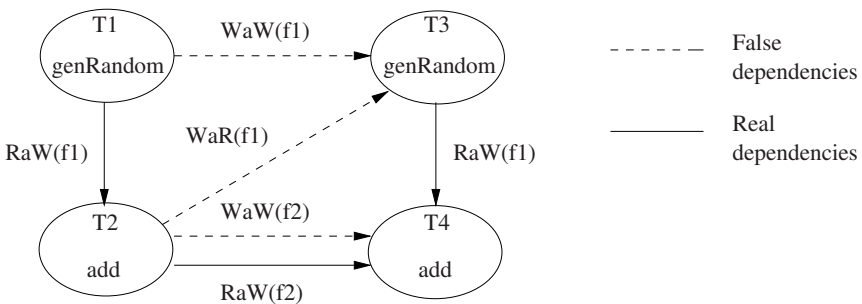 T1
genRandom
WaW(f1)
T3
genRandom
False
dependencies
RaW(f1)
WaR(f1)
RaW(f1)
Real
dependencies
T2
add
WaW(f2)
RaW(f2)
T4
add